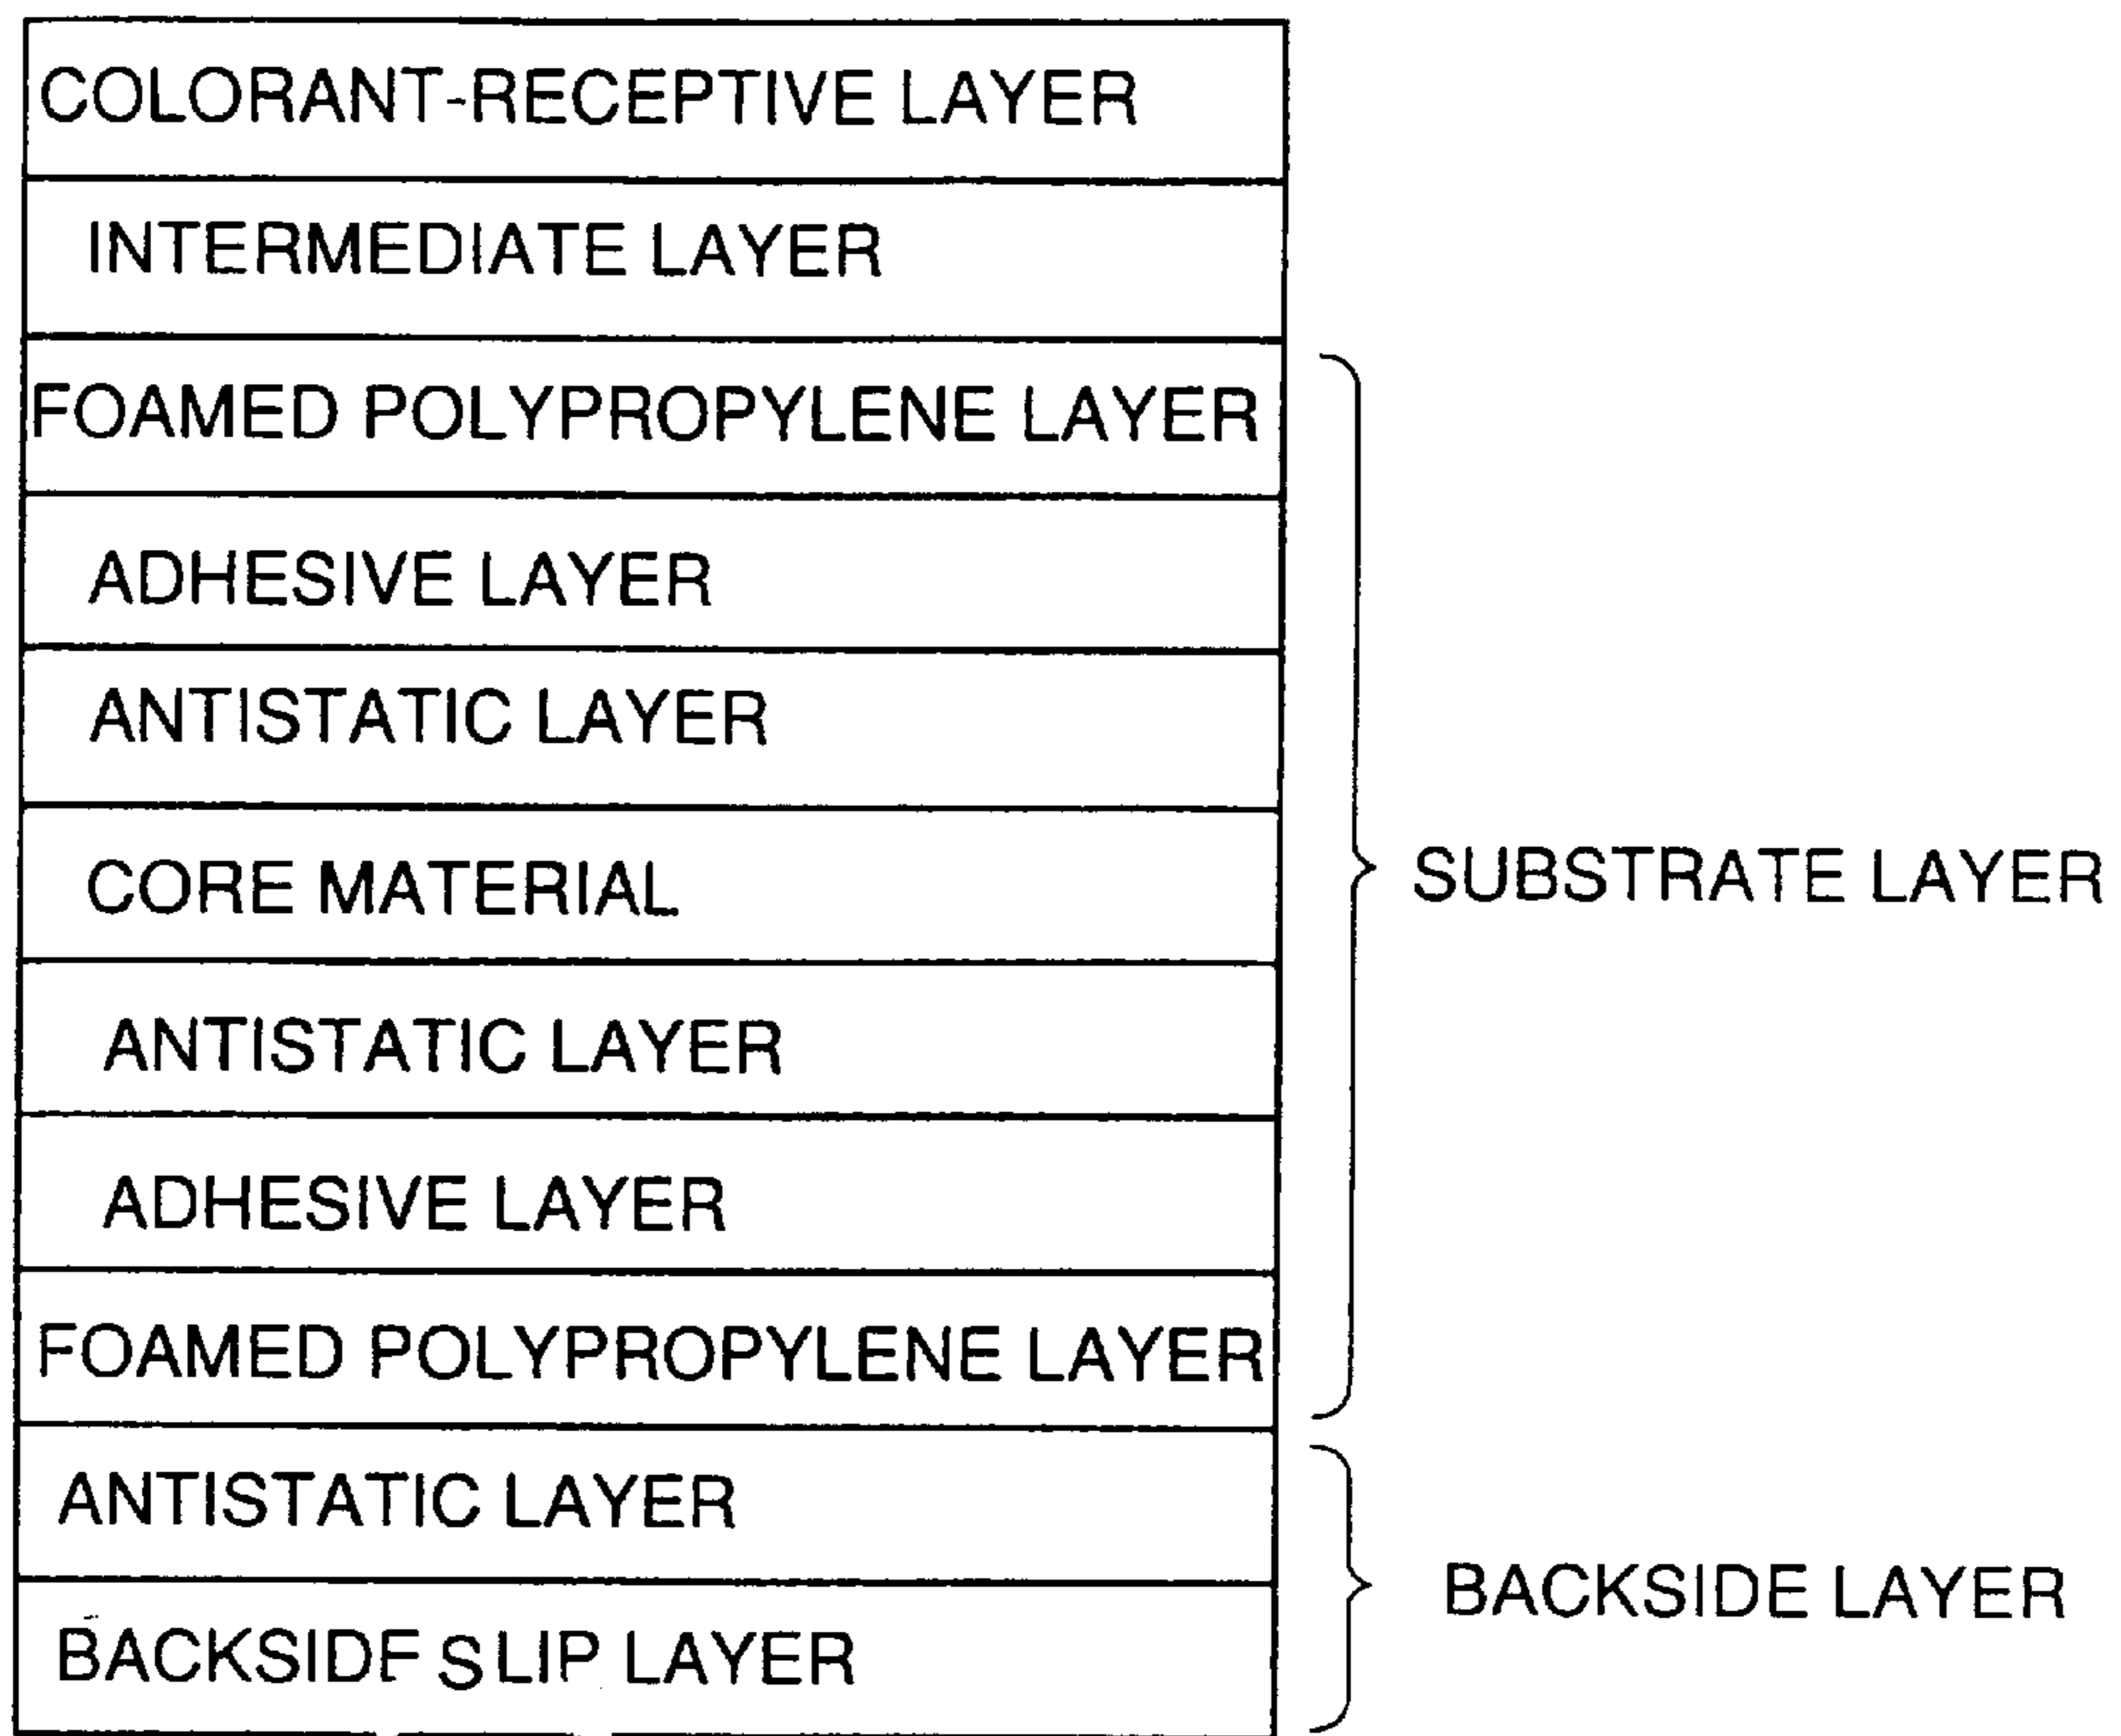 COLORANT-RECEPTIVE LAYER
INTERMEDIATE LAYER
FOAMED POLYPROPYLENE LAYER
ADHESIVE LAYER
ANTISTATIC LAYER
CORE MATERIAL
SUBSTRATE LAYER
ANTISTATIC LAYER
ADHESIVE LAYER
FOAMED POLYPROPYLENE LAYER
ANTISTATIC LAYER
BACKSIDE LAYER
BACKSIDE SLIP LAYER